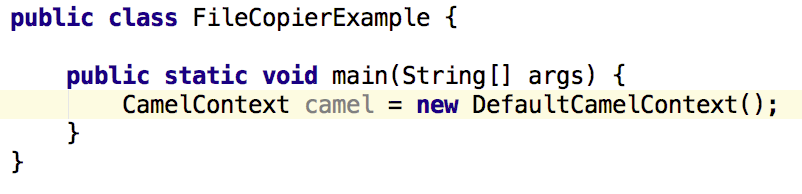 public class FileCopierExample {
public static void main(String[] args) {
CamelContext camel = new DefaultCamelContext();
}
}